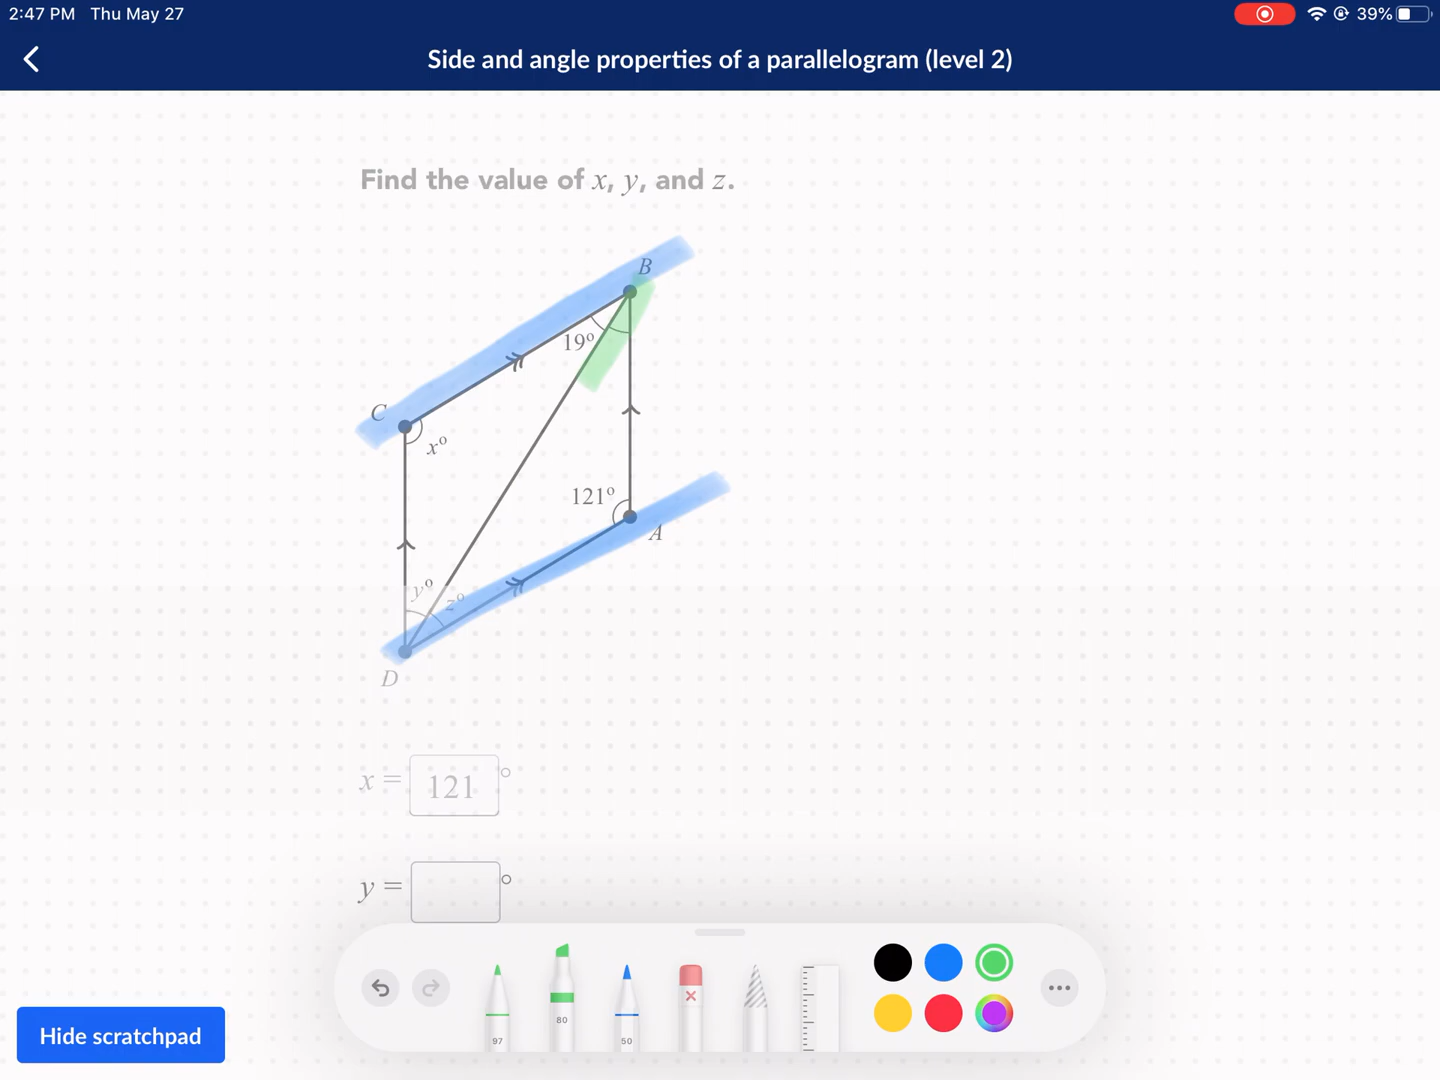 2:47 PM Thu May 27
39%
Side and angle properties of a parallelogram (level 2)
Find the value of x, y, and z.
B
19°
C
x°
121°
A
y°
z°
D
x = 121 °
y = °
97
80
50
Hide scratchpad